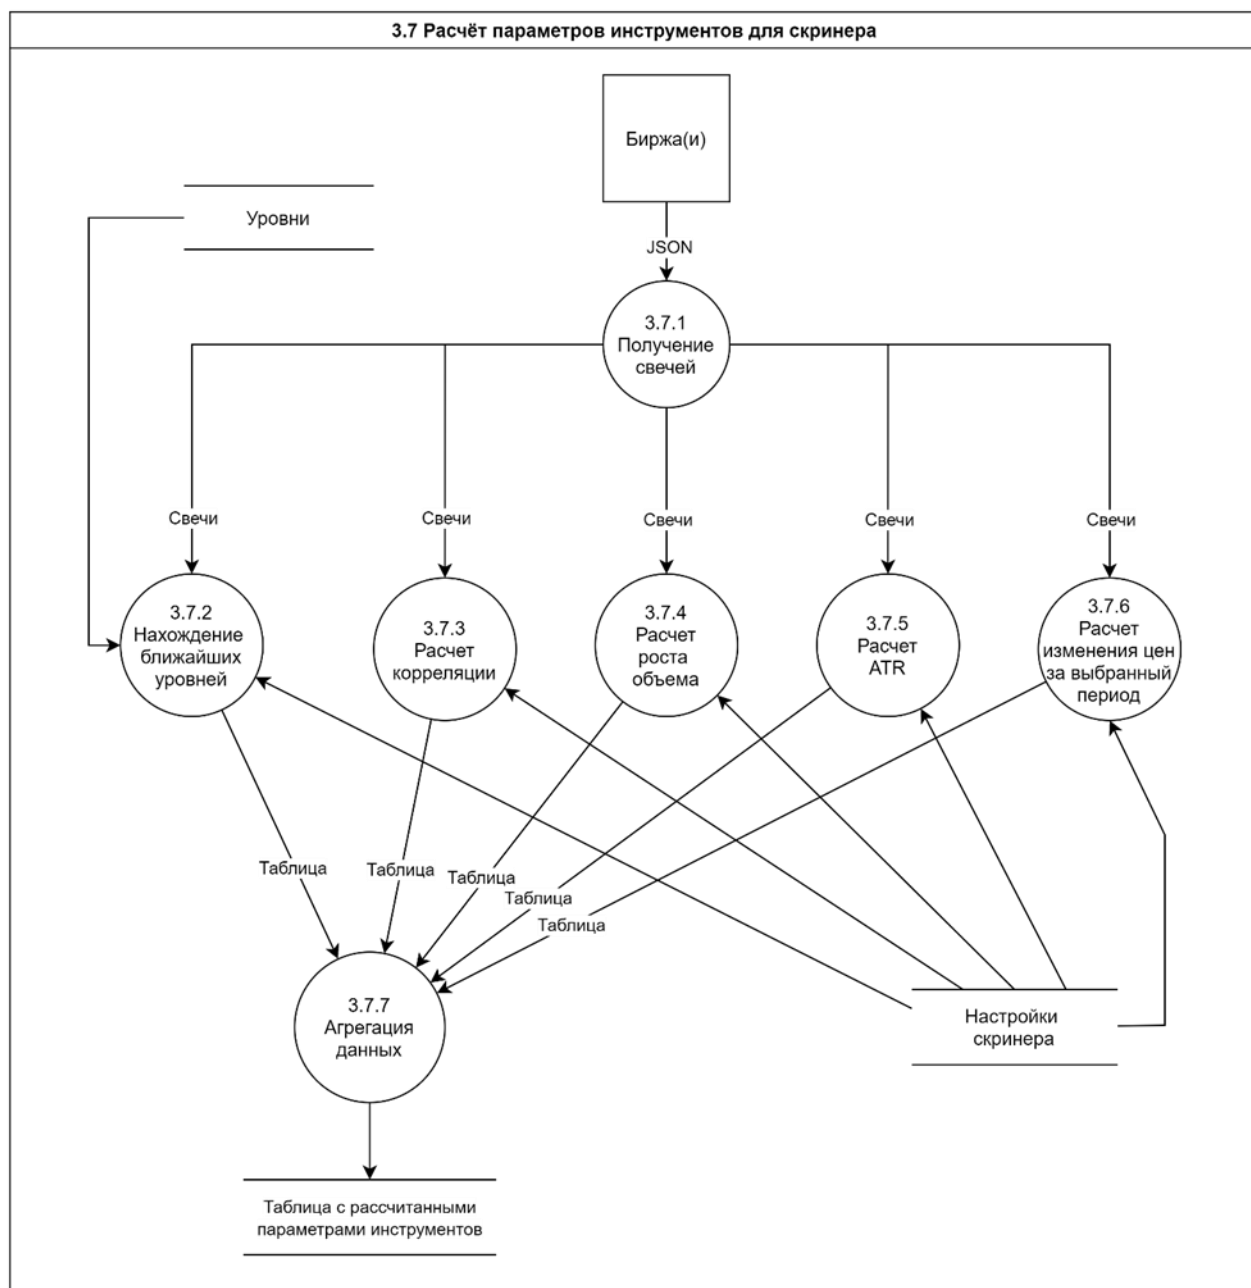 3.7 Расчёт параметров инструментов для скринера
Биржа(и)
Уровни
JSON
3.7.1
Получение
свечей
Свечи
Свечи
Свечи
Свечи
Свечи
3.7.2
Нахождение
ближайших
уровней
3.7.3
Расчет
корреляции
3.7.4
Расчет
роста
объема
3.7.5
Расчет
ATR
3.7.6
Расчет
изменения цен
за выбранный
период
Таблица
Таблица
Таблица
Таблица
Таблица
3.7.7
Агрегация
данных
Настройки
скринера
Таблица с рассчитанными
параметрами инструментов